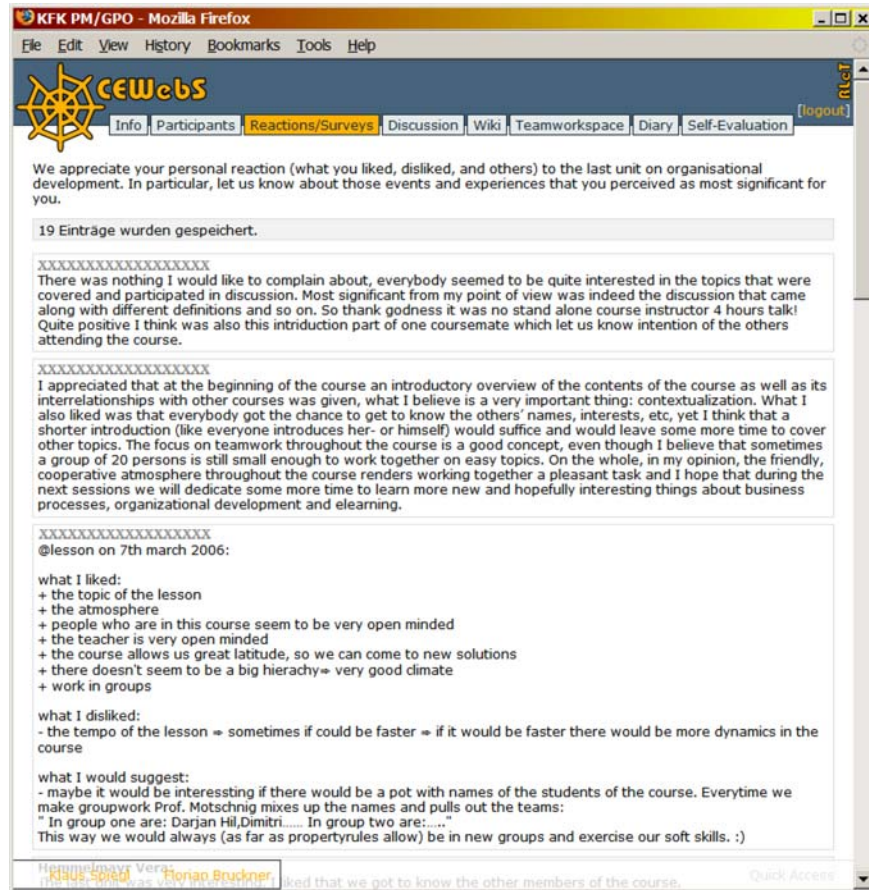 KFK PM/GPO - Mozilla Firefox
File Edit View History Bookmarks Tools Help
CEWebS
[logout]
Info Participants Reactions/Surveys Discussion Wiki Teamworkspace Diary Self-Evaluation
We appreciate your personal reaction (what you liked, disliked, and others) to the last unit on organisational
development. In particular, let us know about those events and experiences that you perceived as most significant for
you.
19 Einträge wurden gespeichert.
XXXXXXXXXXXXXXXXXXX
There was nothing I would like to complain about, everybody seemed to be quite interested in the topics that were
covered and participated in discussion. Most significant from my point of view was indeed the discussion that came
along with different definitions and so on. So thank godness it was no stand alone course instructor 4 hours talk!
Quite positive I think was also this intriduction part of one coursemate which let us know intention of the others
attending the course.
XXXXXXXXXXXXXXXXXXX
I appreciated that at the beginning of the course an introductory overview of the contents of the course as well as its
interrelationships with other courses was given, what I believe is a very important thing: contextualization. What I
also liked was that everybody got the chance to get to know the others' names, interests, etc, yet I think that a
shorter introduction (like everyone introduces her- or himself) would suffice and would leave some more time to cover
other topics. The focus on teamwork throughout the course is a good concept, even though I believe that sometimes
a group of 20 persons is still small enough to work together on easy topics. On the whole, in my opinion, the friendly,
cooperative atmosphere throughout the course renders working together a pleasant task and I hope that during the
next sessions we will dedicate some more time to learn more new and hopefully interesting things about business
processes, organizational development and elearning.
XXXXXXXXXXXXXXXXXXX
@lesson on 7th march 2006:
what I liked:
+ the topic of the lesson
+ the atmosphere
+ people who are in this course seem to be very open minded
+ the teacher is very open minded
+ the course allows us great latitude, so we can come to new solutions
+ there doesn't seem to be a big hierachy⇒ very good climate
+ work in groups
what I disliked:
- the tempo of the lesson ⇒ sometimes if could be faster ⇒ if it would be faster there would be more dynamics in the
course
what I would suggest:
- maybe it would be interessting if there would be a pot with names of the students of the course. Everytime we
make groupwork Prof. Motschnig mixes up the names and pulls out the teams:
" In group one are: Darjan Hil,Dimitri...... In group two are:....."
This way we would always (as far as propertyrules allow) be in new groups and exercise our soft skills. :)
Hemmelmayr Vera:
Klaus Spiegl Florian Bruckner Quick Access
The last unit was very interesting. I liked that we got to know the other members of the course.